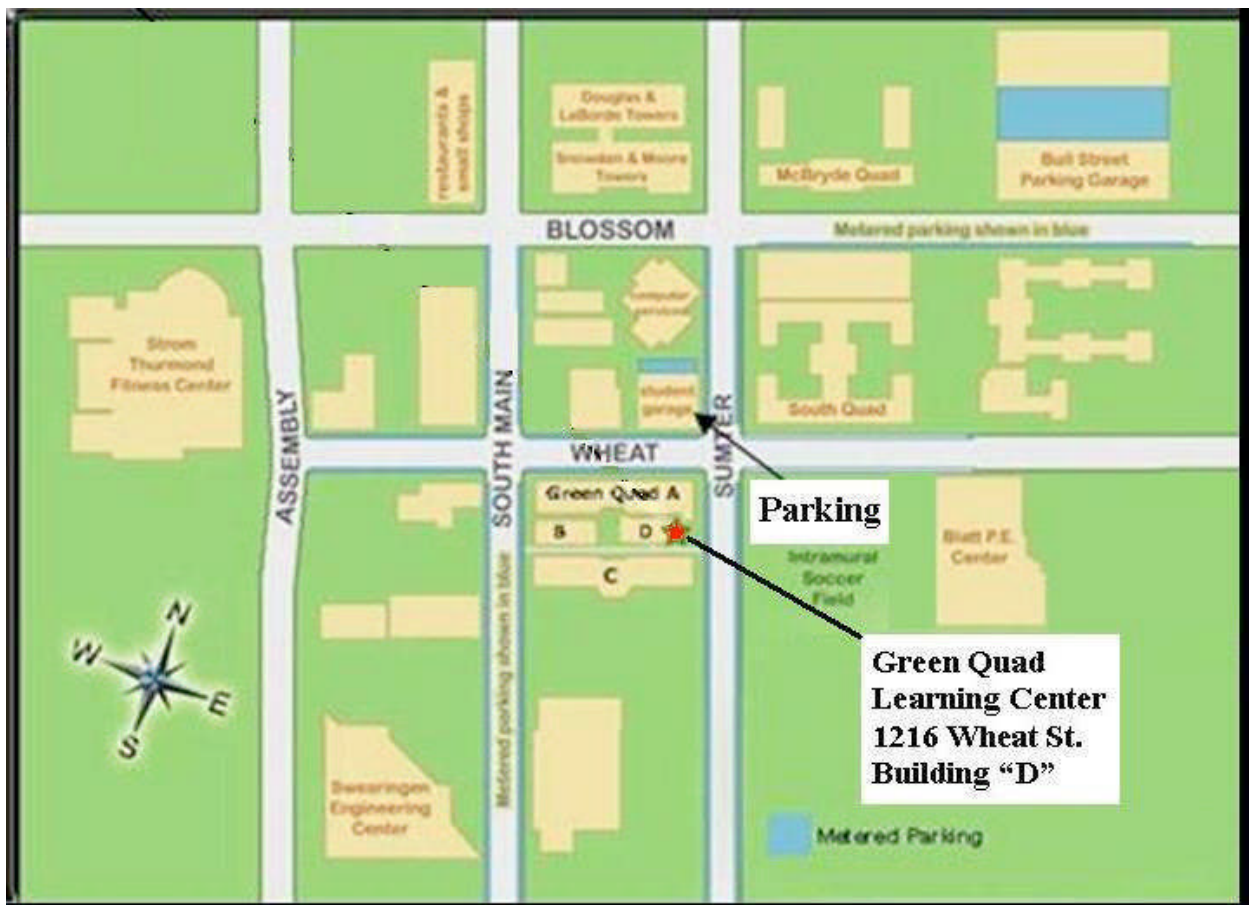 restaurants &
small ships
Douglas &
LaBorde Towers
Snowden & Moore
Towers
McBryde Quad
Bull Street
Parking Garage
BLOSSOM
Metered parking shown in blue
Strom
Thurmond
Fitness Center
computer
services
student
garage
South Quad
ASSEMBLY
SOUTH MAIN
WHEAT
SUMTER
Parking
Green Quad A
B
D
C
Intramural
Soccer
Field
Blatt P.E.
Center
Metered parking shown in blue
N
W
E
S
Green Quad
Learning Center
1216 Wheat St.
Building “D”
Swearingen
Engineering
Center
Metered Parking